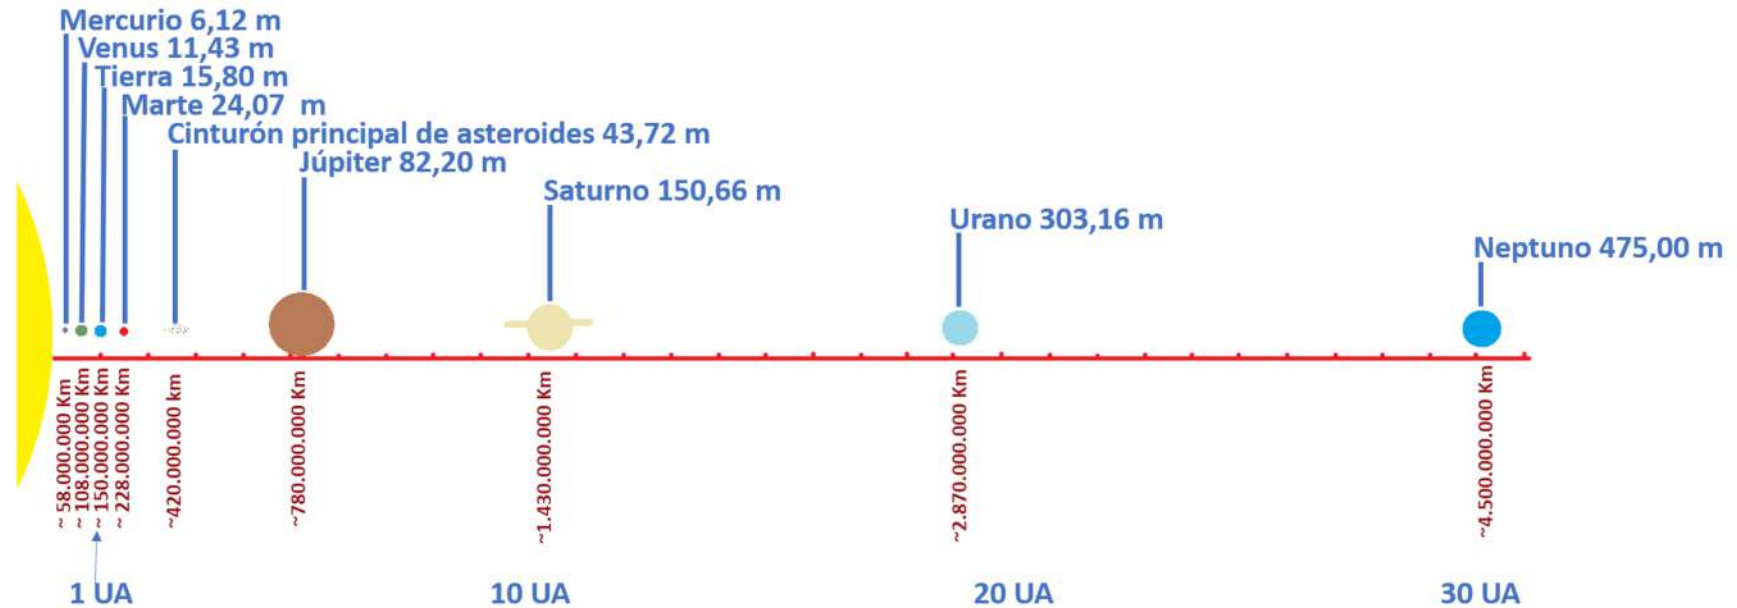 Mercurio 6,12 m
Venus 11,43 m
Tierra 15,80 m
Marte 24,07 m
Cinturón principal de asteroides 43,72 m
Júpiter 82,20 m
Saturno 150,66 m
Urano 303,16 m
Neptuno 475,00 m
~ 58.000.000 Km
~ 108.000.000 Km
~ 150.000.000 Km
~ 228.000.000 Km
~420.000.000 km
~780.000.000 Km
~1.430.000.000 Km
~2.870.000.000 Km
~4.500.000.000 Km
1 UA
10 UA
20 UA
30 UA